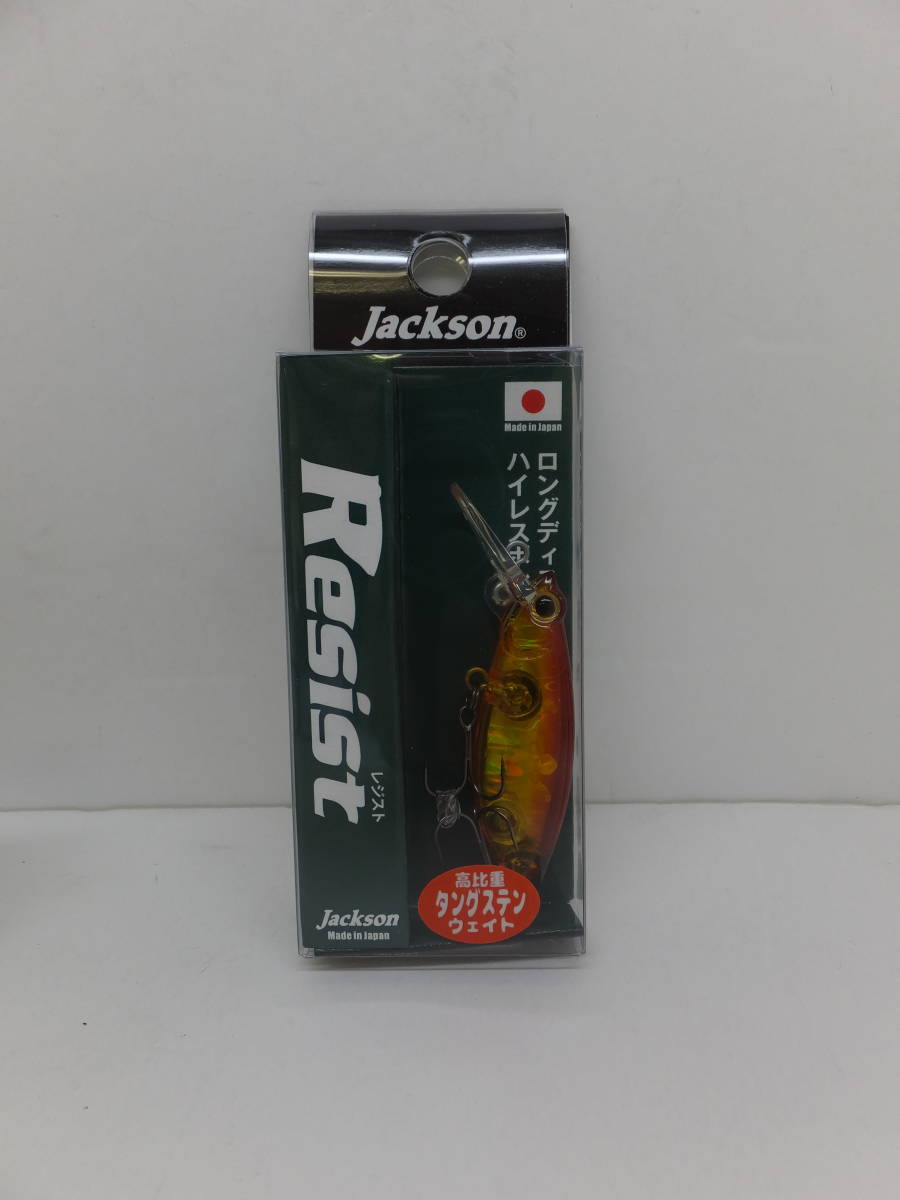 Jackson®
Made in Japan
ロングディ
ハイレスポ
Resist
レジスト
Jackson
Made in Japan
高比重
タングステン
ウェイト